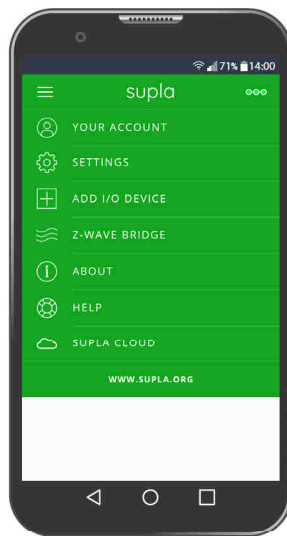 71% 14:00
supla
YOUR ACCOUNT
SETTINGS
ADD I/O DEVICE
Z-WAVE BRIDGE
ABOUT
HELP
SUPLA CLOUD
WWW.SUPLA.ORG